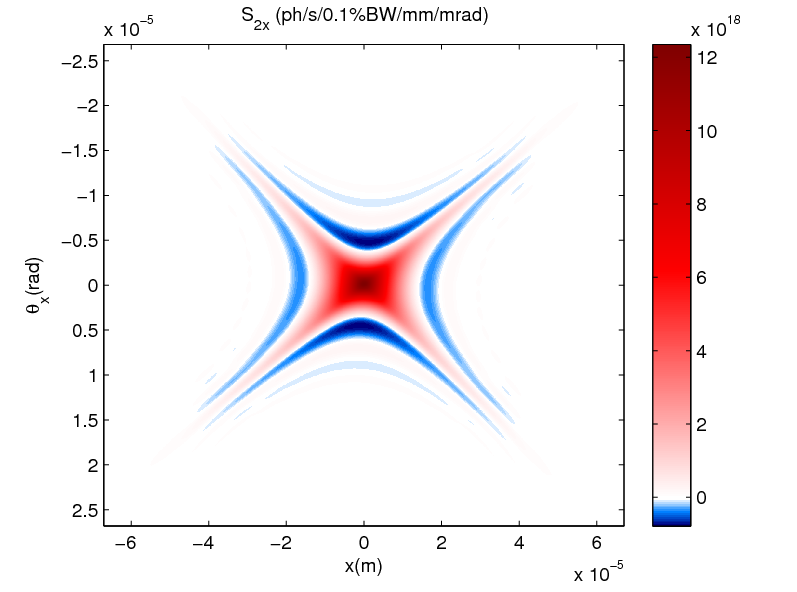 S₂ₓ (ph/s/0.1%BW/mm/mrad)
x 10⁻⁵
x 10¹⁸
−2.5
−2
−1.5
−1
−0.5
0
0.5
1
1.5
2
2.5
θₓ(rad)
−6 −4 −2 0 2 4 6
x(m)
x 10⁻⁵
12
10
8
6
4
2
0